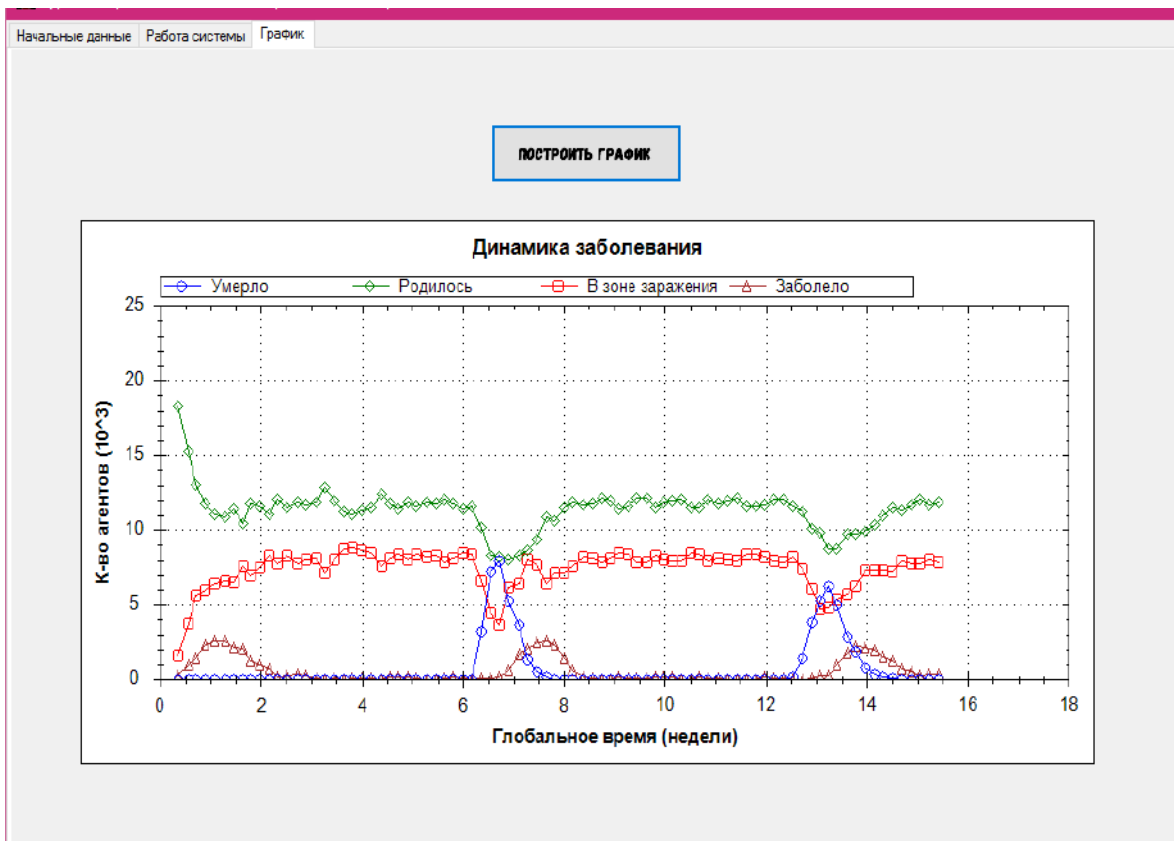 Начальные данные Работа системы График
ПОСТРОИТЬ ГРАФИК
Динамика заболевания
Умерло Родилось В зоне заражения Заболело
К-во агентов (10^3)
25
20
15
10
5
0
0 2 4 6 8 10 12 14 16 18
Глобальное время (недели)